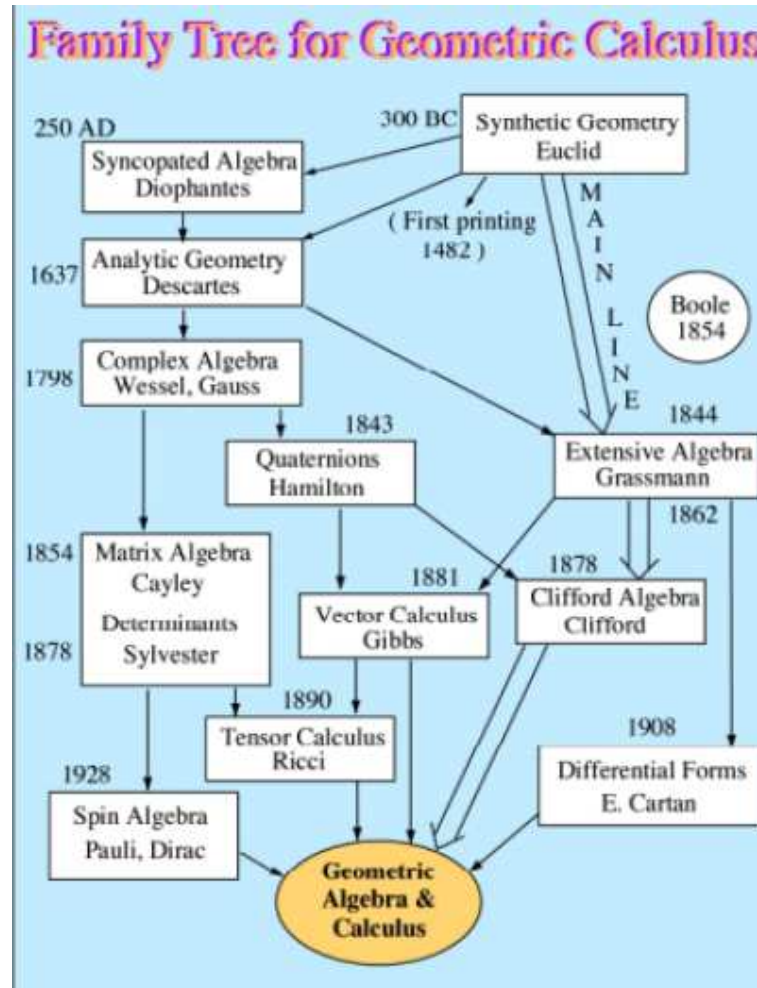 Family Tree for Geometric Calculus
250 AD
300 BC
Synthetic Geometry
Euclid
Syncopated Algebra
Diophantes
( First printing
1482 )
MAIN LINE
1637
Analytic Geometry
Descartes
Boole
1854
1798
Complex Algebra
Wessel, Gauss
1843
1844
Quaternions
Hamilton
Extensive Algebra
Grassmann
1862
1854
Matrix Algebra
Cayley
Determinants
1878
Sylvester
1881
1878
Vector Calculus
Gibbs
Clifford Algebra
Clifford
1890
Tensor Calculus
Ricci
1908
Differential Forms
E. Cartan
1928
Spin Algebra
Pauli, Dirac
Geometric
Algebra &
Calculus